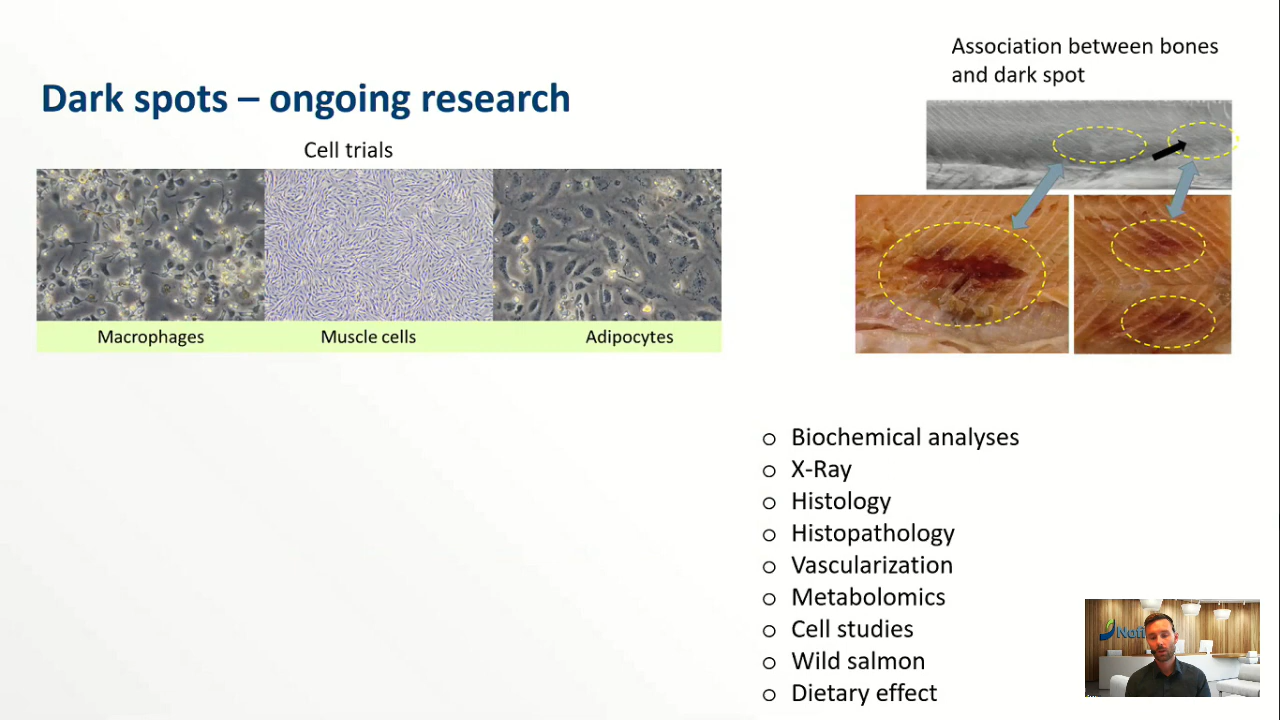 Association between bones
and dark spot
Dark spots – ongoing research
Cell trials
Macrophages
Muscle cells
Adipocytes
o Biochemical analyses
o X-Ray
o Histology
o Histopathology
o Vascularization
o Metabolomics
o Cell studies
o Wild salmon
o Dietary effect